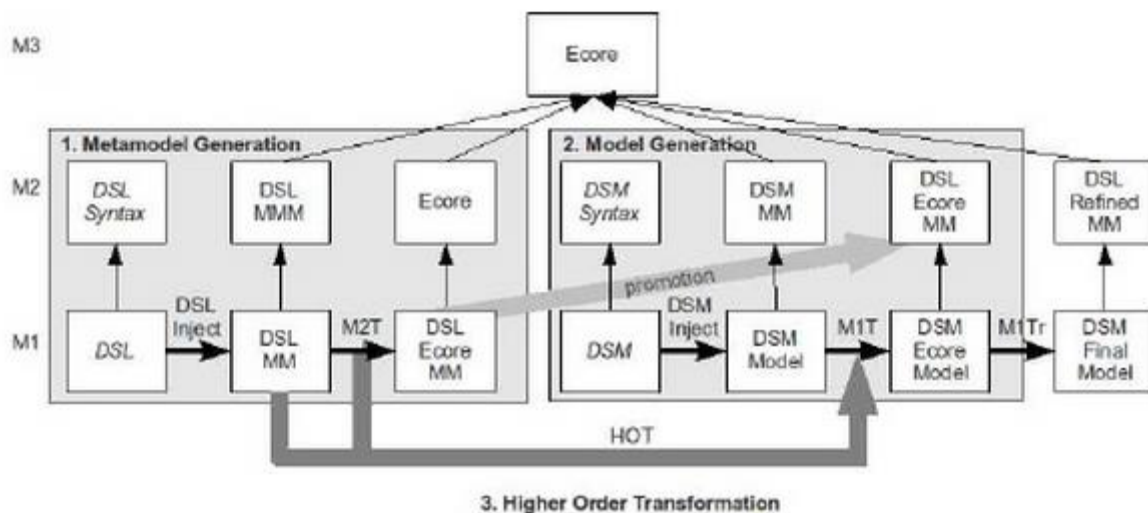 M3
Ecore
1. Metamodel Generation
2. Model Generation
M2
DSL
Syntax
DSL
MMM
Ecore
DSM
Syntax
DSM
MM
DSL
Ecore
MM
DSL
Refined
MM
promotion
M1
DSL
DSL
Inject
DSL
MM
M2T
DSL
Ecore
MM
DSM
DSM
Inject
DSM
Model
M1T
DSM
Ecore
Model
M1Tr
DSM
Final
Model
HOT
3. Higher Order Transformation